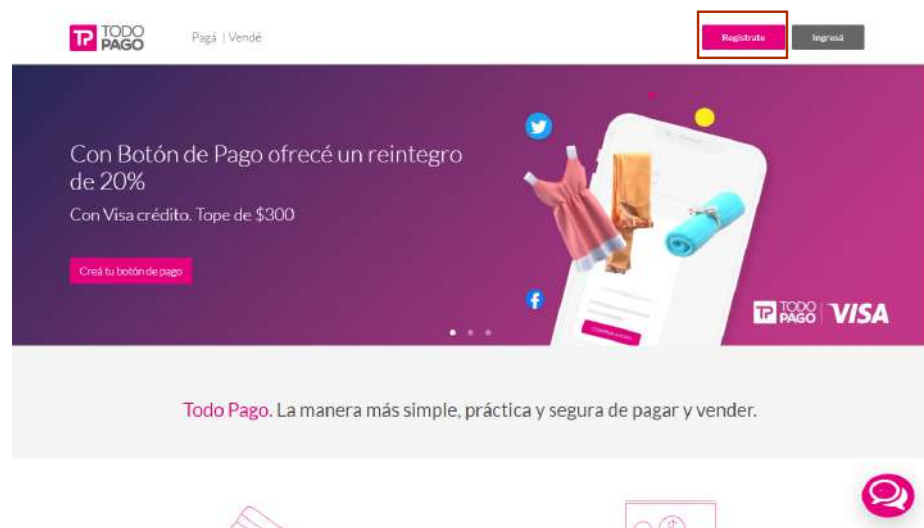 TP TODO PAGO
Pagá | Vendé
Registrate
Ingresá
Con Botón de Pago ofrecé un reintegro
de 20%
Con Visa crédito. Tope de $300
Creá tu botón de pago
TP TODO PAGO VISA
Todo Pago. La manera más simple, práctica y segura de pagar y vender.